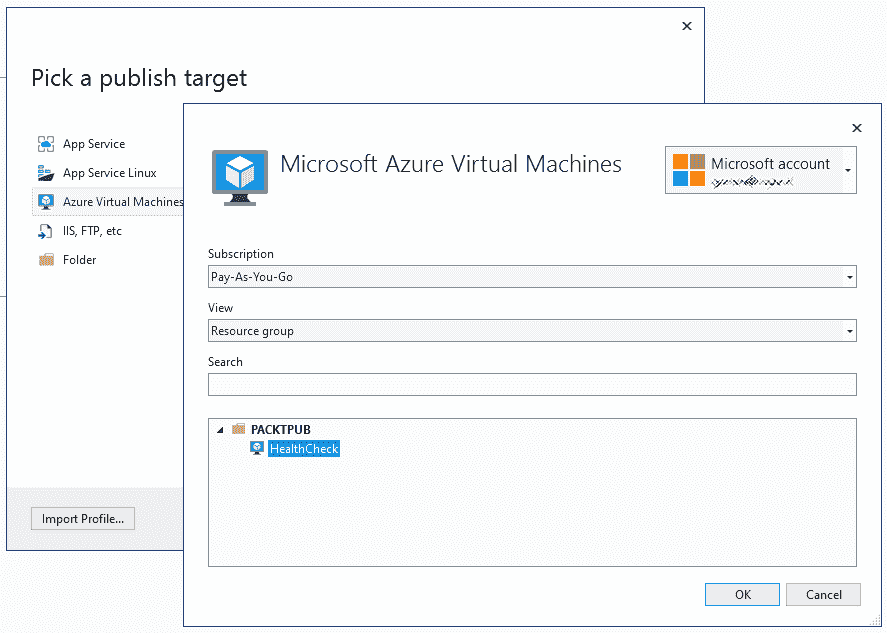 Pick a publish target
App Service
App Service Linux
Azure Virtual Machines
IIS, FTP, etc
Folder
Import Profile...
Microsoft Azure Virtual Machines
Microsoft account
Subscription
Pay-As-You-Go
View
Resource group
Search
PACKTPUB
HealthCheck
OK
Cancel